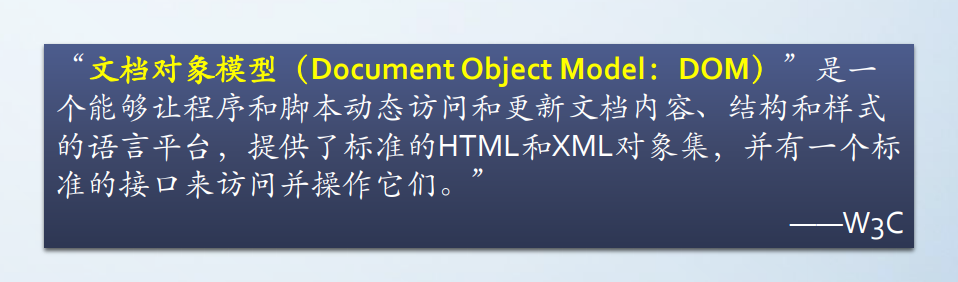 “文档对象模型（Document Object Model：DOM）”是一
个能够让程序和脚本动态访问和更新文档内容、结构和样式
的语言平台，提供了标准的HTML和XML对象集，并有一个标
准的接口来访问并操作它们。”
——W3C